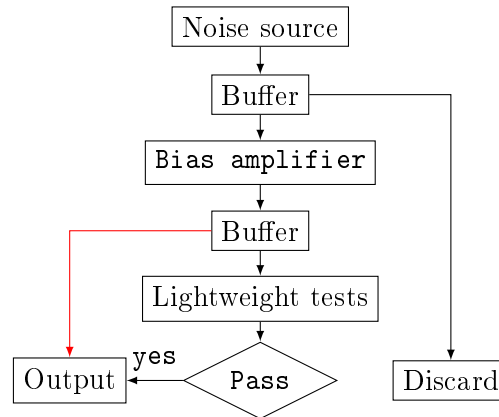 Noise source
Buffer
Bias amplifier
Buffer
Lightweight tests
yes
Output
Pass
Discard